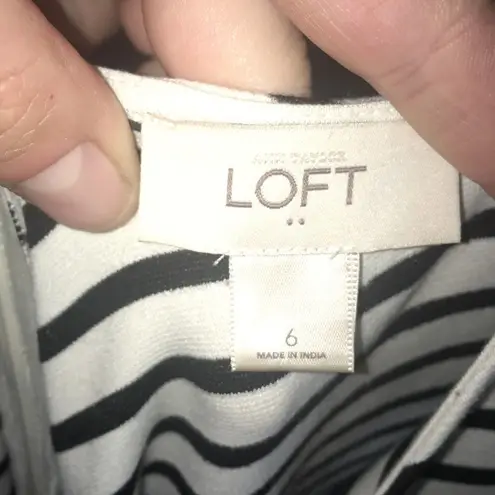 ANN TAYLOR
LOFT
6
MADE IN INDIA